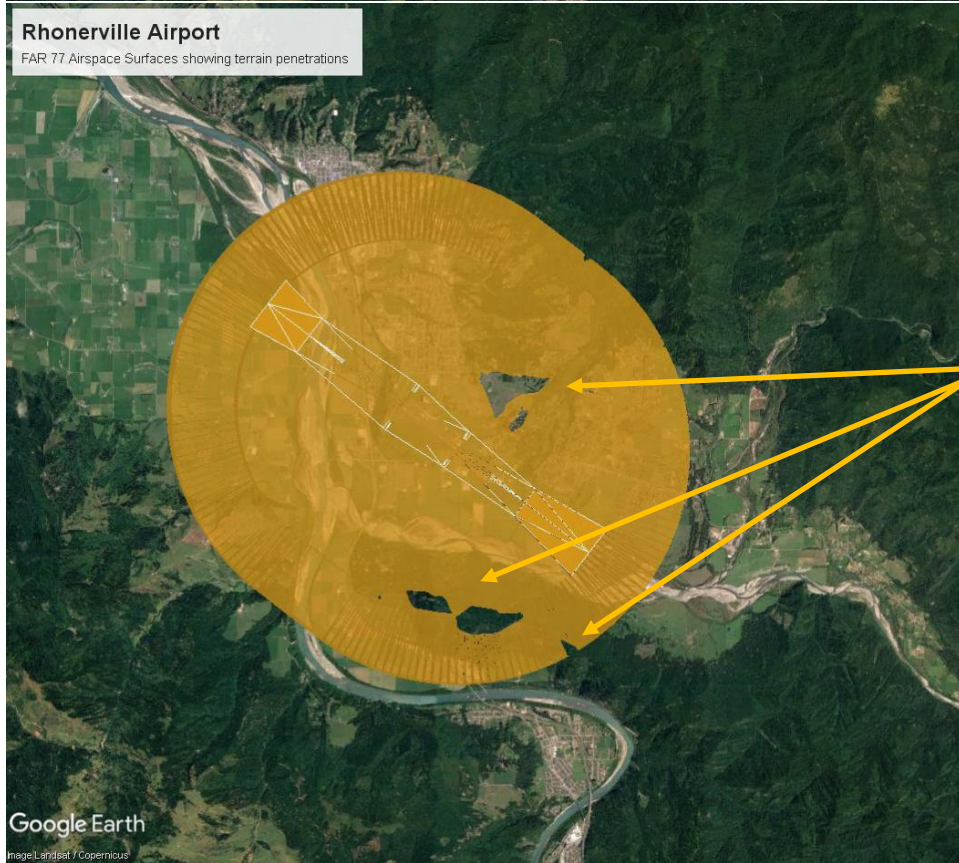 Rhonerville Airport
FAR 77 Airspace Surfaces showing terrain penetrations
Google Earth
Image Landsat / Copernicus